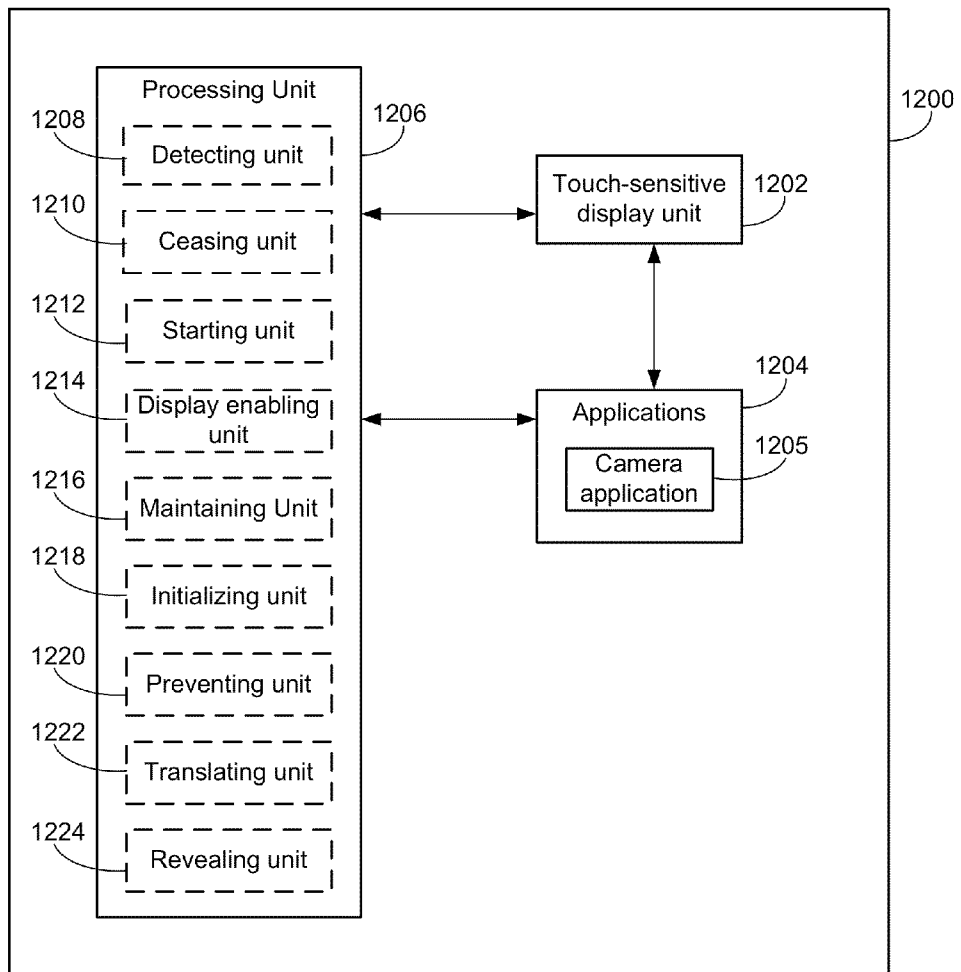 Processing Unit
1208
Detecting unit
1206
1200
1210
Ceasing unit
Touch-sensitive
display unit
1202
1212
Starting unit
1214
Display enabling
unit
1204
Applications
1205
Camera
application
1216
Maintaining Unit
1218
Initializing unit
1220
Preventing unit
1222
Translating unit
1224
Revealing unit